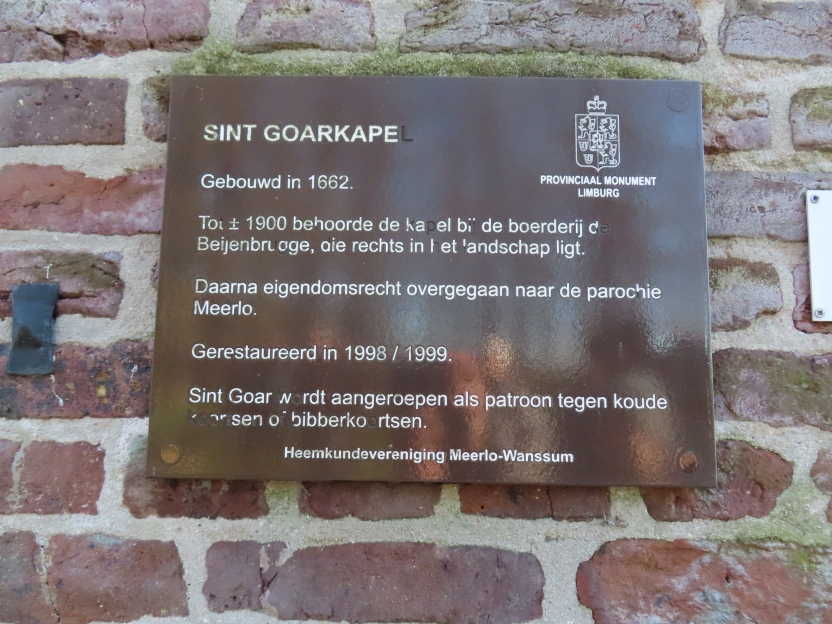 SINT GOARKAPEL
PROVINCIAAL MONUMENT
LIMBURG
Gebouwd in 1662.
Tot ± 1900 behoorde de kapel bij de boerderij de
Beijenbrugge, die rechts in het landschap ligt.
Daarna eigendomsrecht overgegaan naar de parochie
Meerlo.
Gerestaureerd in 1998 / 1999.
Sint Goar wordt aangeroepen als patroon tegen koude
koortsen of bibberkoortsen.
Heemkundevereniging Meerlo-Wanssum